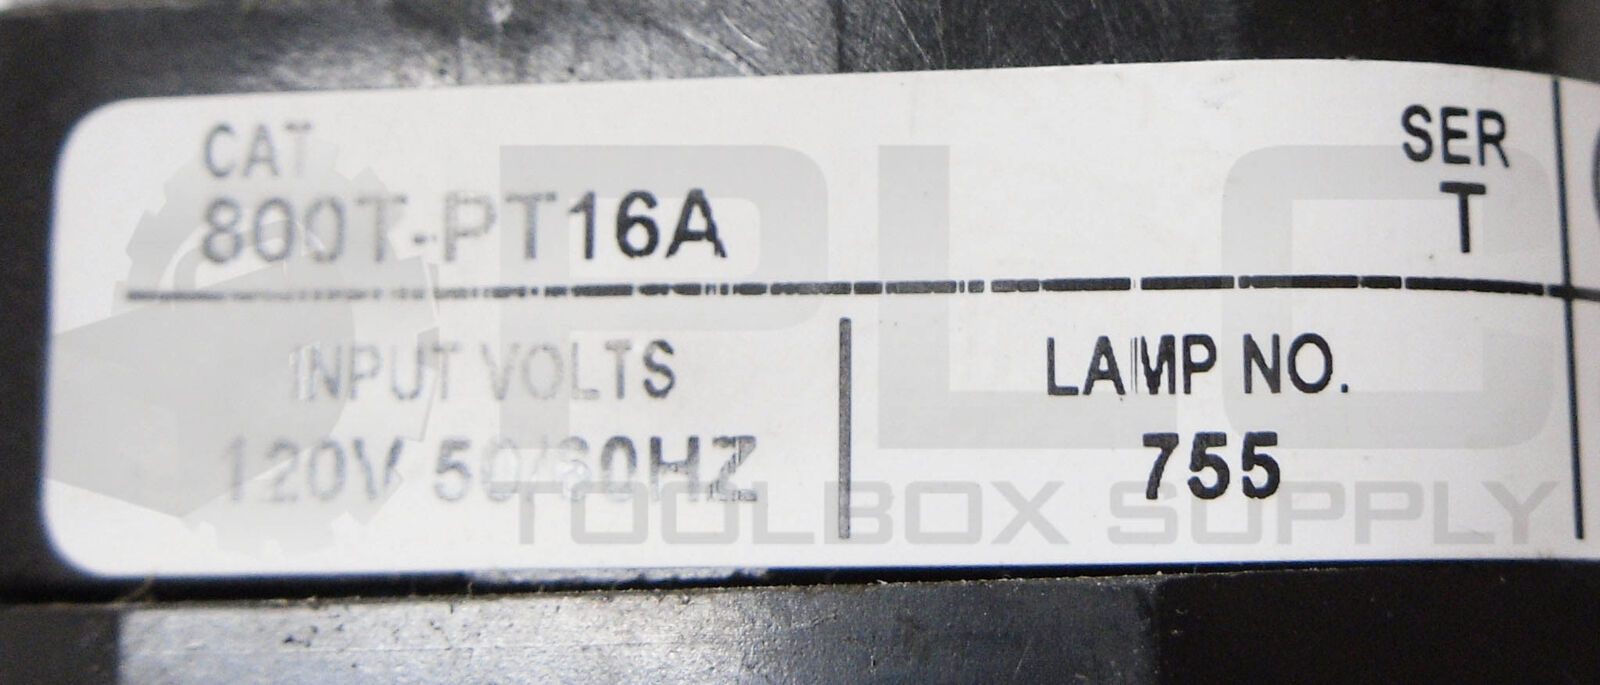 CAT
800T-PT16A
SER
T
INPUT VOLTS
120V 50/60HZ
LAMP NO.
755
PLC
TOOLBOX SUPPLY